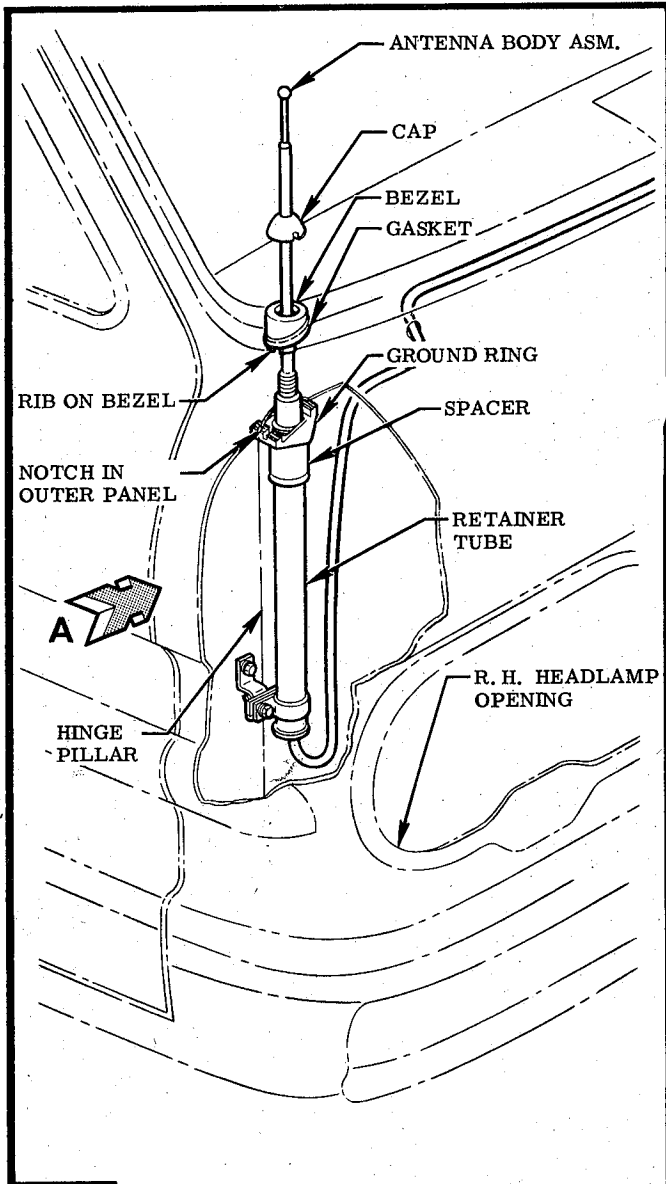 ANTENNA BODY ASM.
CAP
BEZEL
GASKET
GROUND RING
RIB ON BEZEL
SPACER
NOTCH IN
OUTER PANEL
RETAINER
TUBE
A
R. H. HEADLAMP
OPENING
HINGE
PILLAR